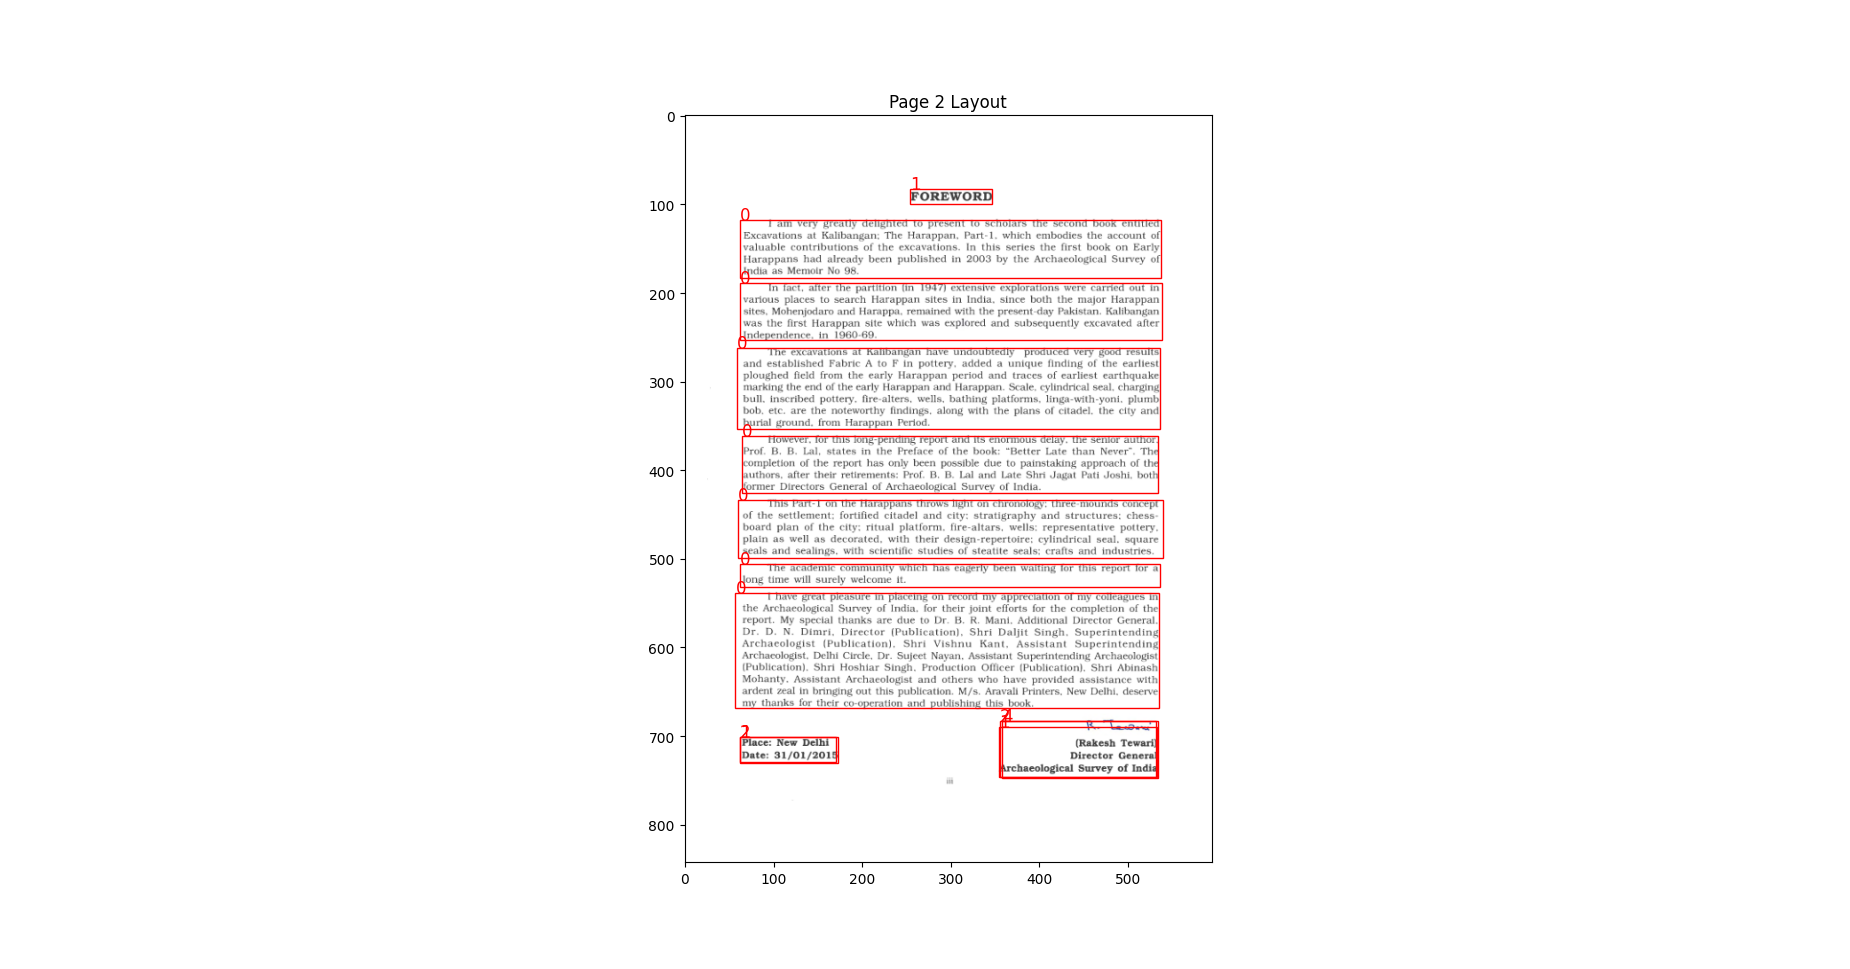 Page 2 Layout
0
100
200
300
400
500
600
700
800
1
FOREWORD
0
I am very greatly delighted to present to scholars the second book entitled
Excavations at Kalibangan; The Harappan, Part-1, which embodies the account of
valuable contributions of the excavations. In this series the first book on Early
Harappans had already been published in 2003 by the Archaeological Survey of
India as Memoir No 98.
0
In fact, after the partition (in 1947) extensive explorations were carried out in
various places to search Harappan sites in India, since both the major Harappan
sites, Mohenjodaro and Harappa, remained with the present-day Pakistan. Kalibangan
was the first Harappan site which was explored and subsequently excavated after
Independence, in 1960-69.
0
The excavations at Kalibangan have undoubtedly produced very good results
and established Fabric A to F in pottery, added a unique finding of the earliest
ploughed field from the early Harappan period and traces of earliest earthquake
marking the end of the early Harappan and Harappan. Scale, cylindrical seal, charging
bull, inscribed pottery, fire-alters, wells, bathing platforms, linga-with-yoni, plumb
bob, etc. are the noteworthy findings, along with the plans of citadel, the city and
burial ground, from Harappan Period.
0
However, for this long-pending report and its enormous delay, the senior author,
Prof. B. B. Lal, states in the Preface of the book: "Better Late than Never". The
completion of the report has only been possible due to painstaking approach of the
authors, after their retirements: Prof. B. B. Lal and Late Shri Jagat Pati Joshi, both
former Directors General of Archaeological Survey of India.
0
This Part-1 on the Harappans throws light on chronology; three-mounds concept
of the settlement; fortified citadel and city; stratigraphy and structures; chess-
board plan of the city; ritual platform, fire-altars, wells; representative pottery,
plain as well as decorated, with their design-repertoire; cylindrical seal, square
seals and sealings, with scientific studies of steatite seals; crafts and industries.
0
The academic community which has eagerly been waiting for this report for a
long time will surely welcome it.
0
I have great pleasure in placeing on record my appreciation of my colleagues in
the Archaeological Survey of India, for their joint efforts for the completion of the
report. My special thanks are due to Dr. B. R. Mani, Additional Director General,
Dr. D. N. Dimri, Director (Publication), Shri Daljit Singh, Superintending
Archaeologist (Publication), Shri Vishnu Kant, Assistant Superintending
Archaeologist, Delhi Circle, Dr. Sujeet Nayan, Assistant Superintending Archaeologist
(Publication), Shri Hoshiar Singh, Production Officer (Publication), Shri Abinash
Mohanty, Assistant Archaeologist and others who have provided assistance with
ardent zeal in bringing out this publication. M/s. Aravali Printers, New Delhi, deserve
my thanks for their co-operation and publishing this book.
R. Tewari
Place: New Delhi
Date: 31/01/2015
(Rakesh Tewari)
Director General
Archaeological Survey of India
iii
0 100 200 300 400 500